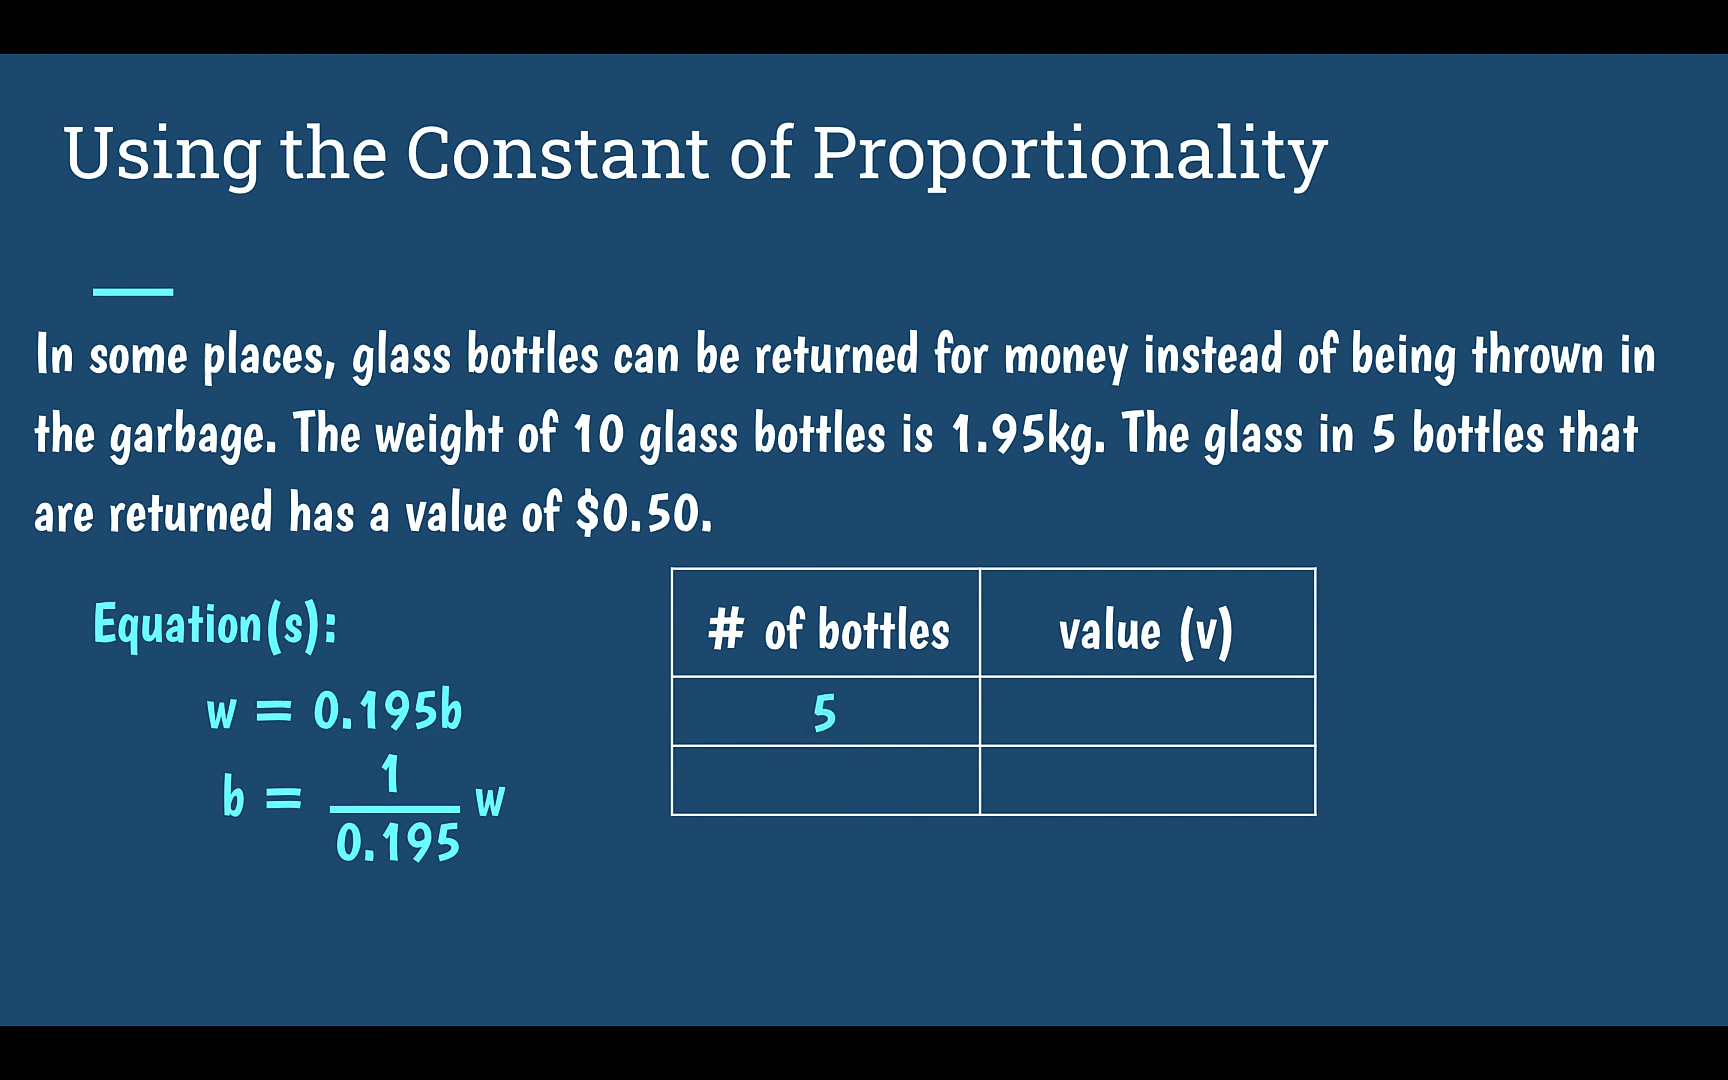 Using the Constant of Proportionality
In some places, glass bottles can be returned for money instead of being thrown in
the garbage. The weight of 10 glass bottles is 1.95kg. The glass in 5 bottles that
are returned has a value of $0.50.
Equation(s):
w = 0.195b
b = 1/0.195 w
# of bottles value (v)
5